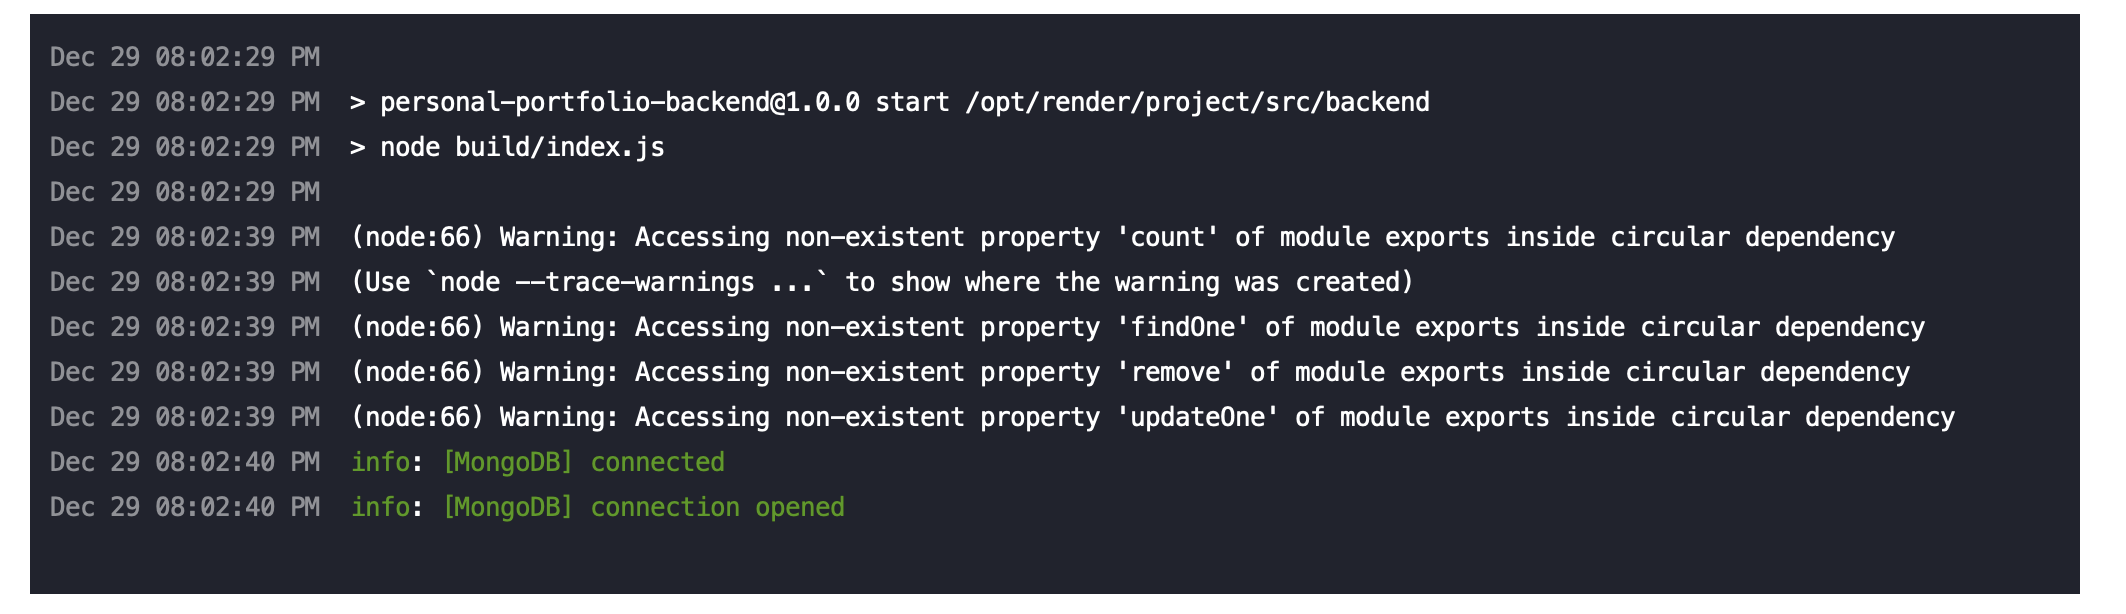 Dec 29 08:02:29 PM
Dec 29 08:02:29 PM  > personal-portfolio-backend@1.0.0 start /opt/render/project/src/backend
Dec 29 08:02:29 PM  > node build/index.js
Dec 29 08:02:29 PM
Dec 29 08:02:39 PM  (node:66) Warning: Accessing non-existent property 'count' of module exports inside circular dependency
Dec 29 08:02:39 PM  (Use `node --trace-warnings ...` to show where the warning was created)
Dec 29 08:02:39 PM  (node:66) Warning: Accessing non-existent property 'findOne' of module exports inside circular dependency
Dec 29 08:02:39 PM  (node:66) Warning: Accessing non-existent property 'remove' of module exports inside circular dependency
Dec 29 08:02:39 PM  (node:66) Warning: Accessing non-existent property 'updateOne' of module exports inside circular dependency
Dec 29 08:02:40 PM  info: [MongoDB] connected
Dec 29 08:02:40 PM  info: [MongoDB] connection opened